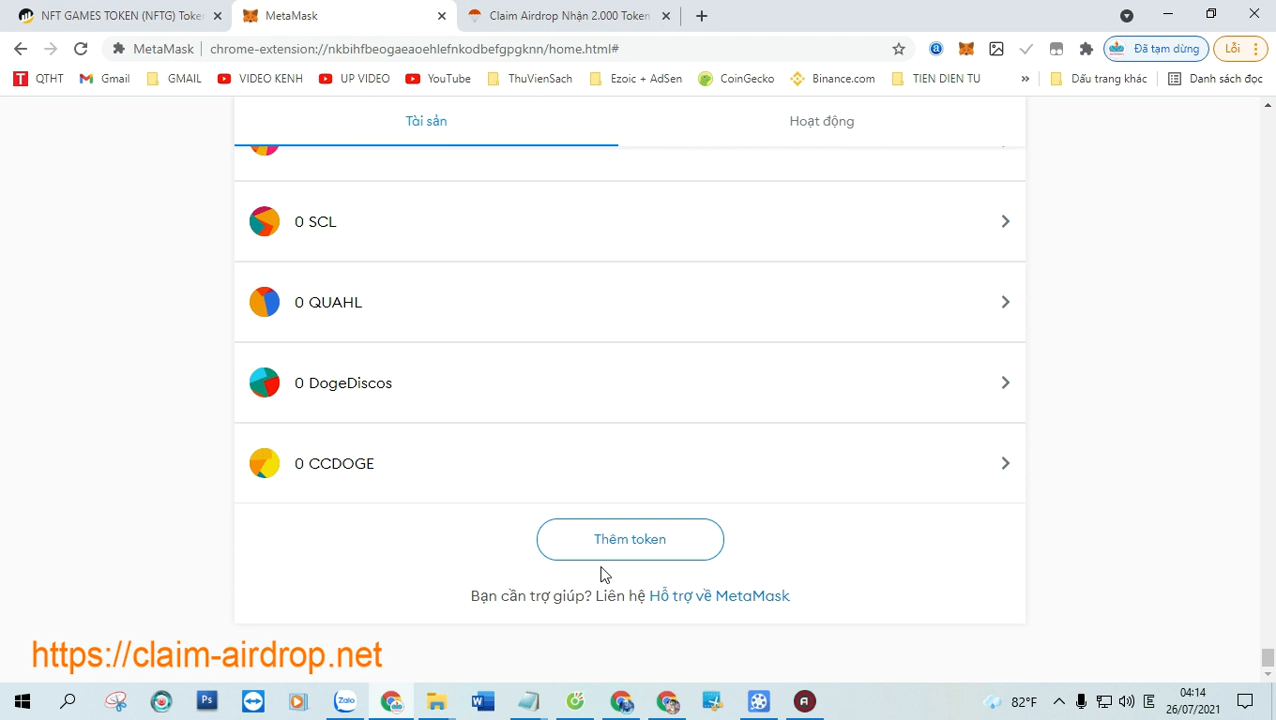 NFT GAMES TOKEN (NFTG) Toke
MetaMask
Claim Airdrop Nhận 2.000 Token
MetaMask
chrome-extension://nkbihfbeogaeaoehlefnkodbefgpgknn/home.html#
Đã tạm dừng
Lỗi
QTHT
Gmail
GMAIL
VIDEO KENH
UP VIDEO
YouTube
ThuVienSach
Ezoic + AdSen
CoinGecko
Binance.com
TIEN DIEN TU
»
Dấu trang khác
Danh sách đọc
Tài sản
Hoạt động
0 SCL
0 QUAHL
0 DogeDiscos
0 CCDOGE
Thêm token
Bạn cần trợ giúp? Liên hệ Hỗ trợ về MetaMask
https://claim-airdrop.net
Ps
Zalo
82°F
04:14
26/07/2021